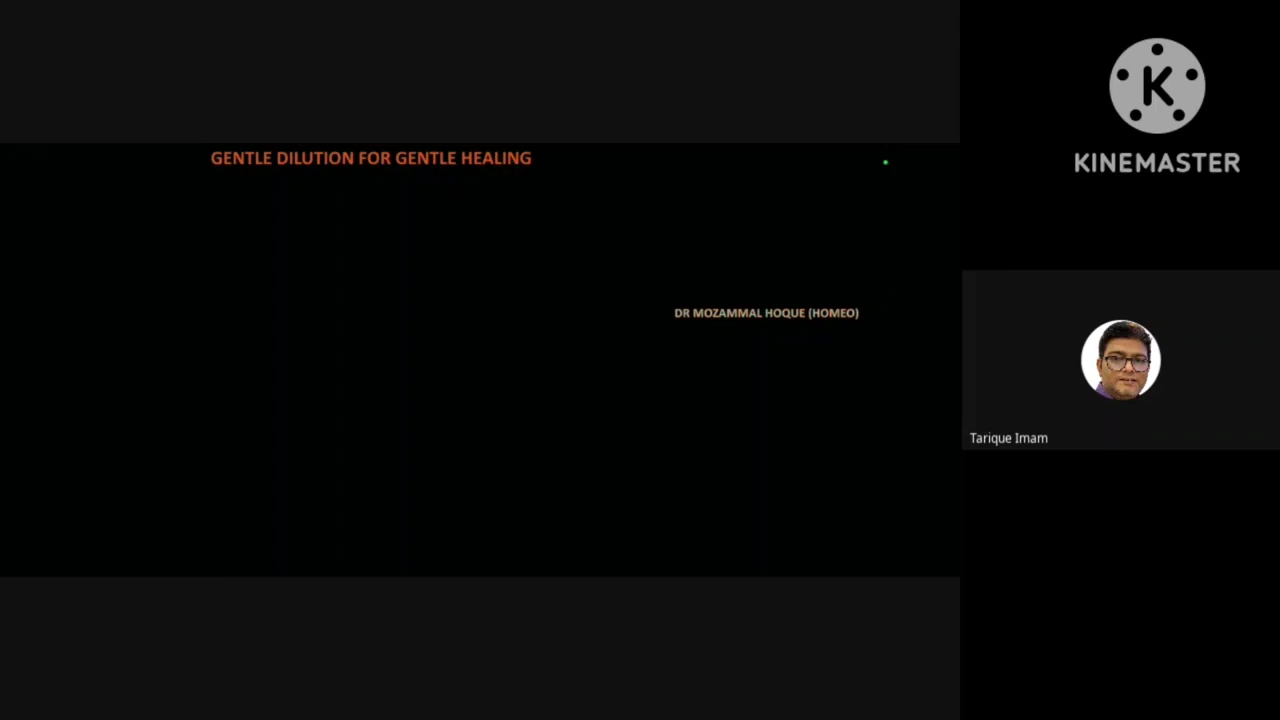 GENTLE DILUTION FOR GENTLE HEALING
DR MOZAMMAL HOQUE (HOMEO)
K
KINEMASTER
Tarique Imam